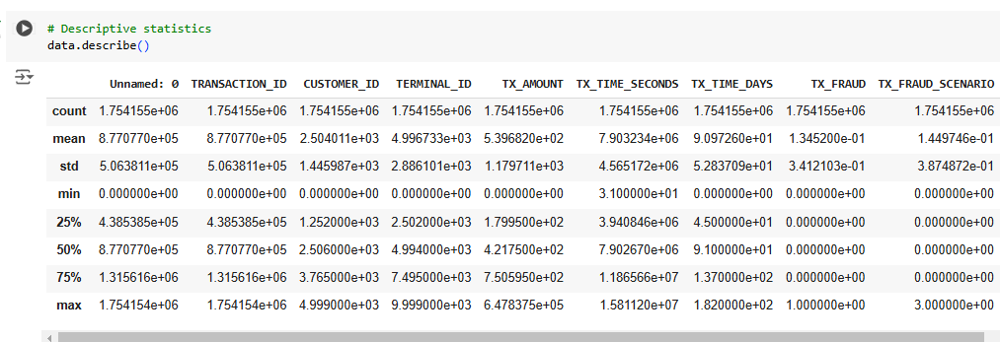 # Descriptive statistics
data.describe()
Unnamed: 0 TRANSACTION_ID CUSTOMER_ID TERMINAL_ID TX_AMOUNT TX_TIME_SECONDS TX_TIME_DAYS TX_FRAUD TX_FRAUD_SCENARIO
count 1.754155e+06 1.754155e+06 1.754155e+06 1.754155e+06 1.754155e+06 1.754155e+06 1.754155e+06 1.754155e+06 1.754155e+06
mean 8.770770e+05 8.770770e+05 2.504011e+03 4.996733e+03 5.396820e+02 7.903234e+06 9.097260e+01 1.345200e-01 1.449746e-01
std 5.063811e+05 5.063811e+05 1.445987e+03 2.886101e+03 1.179711e+03 4.565172e+06 5.283709e+01 3.412103e-01 3.874872e-01
min 0.000000e+00 0.000000e+00 0.000000e+00 0.000000e+00 0.000000e+00 3.100000e+01 0.000000e+00 0.000000e+00 0.000000e+00
25% 4.385385e+05 4.385385e+05 1.252000e+03 2.502000e+03 1.799500e+02 3.940846e+06 4.500000e+01 0.000000e+00 0.000000e+00
50% 8.770770e+05 8.770770e+05 2.506000e+03 4.994000e+03 4.217500e+02 7.902670e+06 9.100000e+01 0.000000e+00 0.000000e+00
75% 1.315616e+06 1.315616e+06 3.765000e+03 7.495000e+03 7.505950e+02 1.186566e+07 1.370000e+02 0.000000e+00 0.000000e+00
max 1.754154e+06 1.754154e+06 4.999000e+03 9.999000e+03 6.478375e+05 1.581120e+07 1.820000e+02 1.000000e+00 3.000000e+00